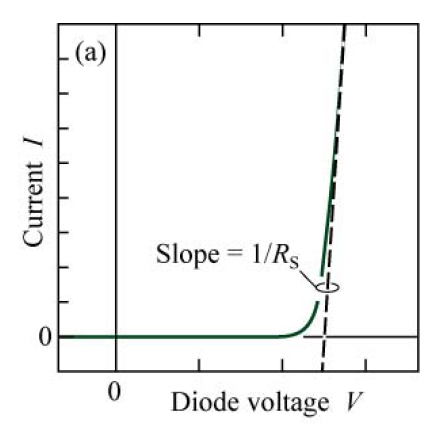 (a)
Current I
Slope = 1/RS
0
0
Diode voltage V